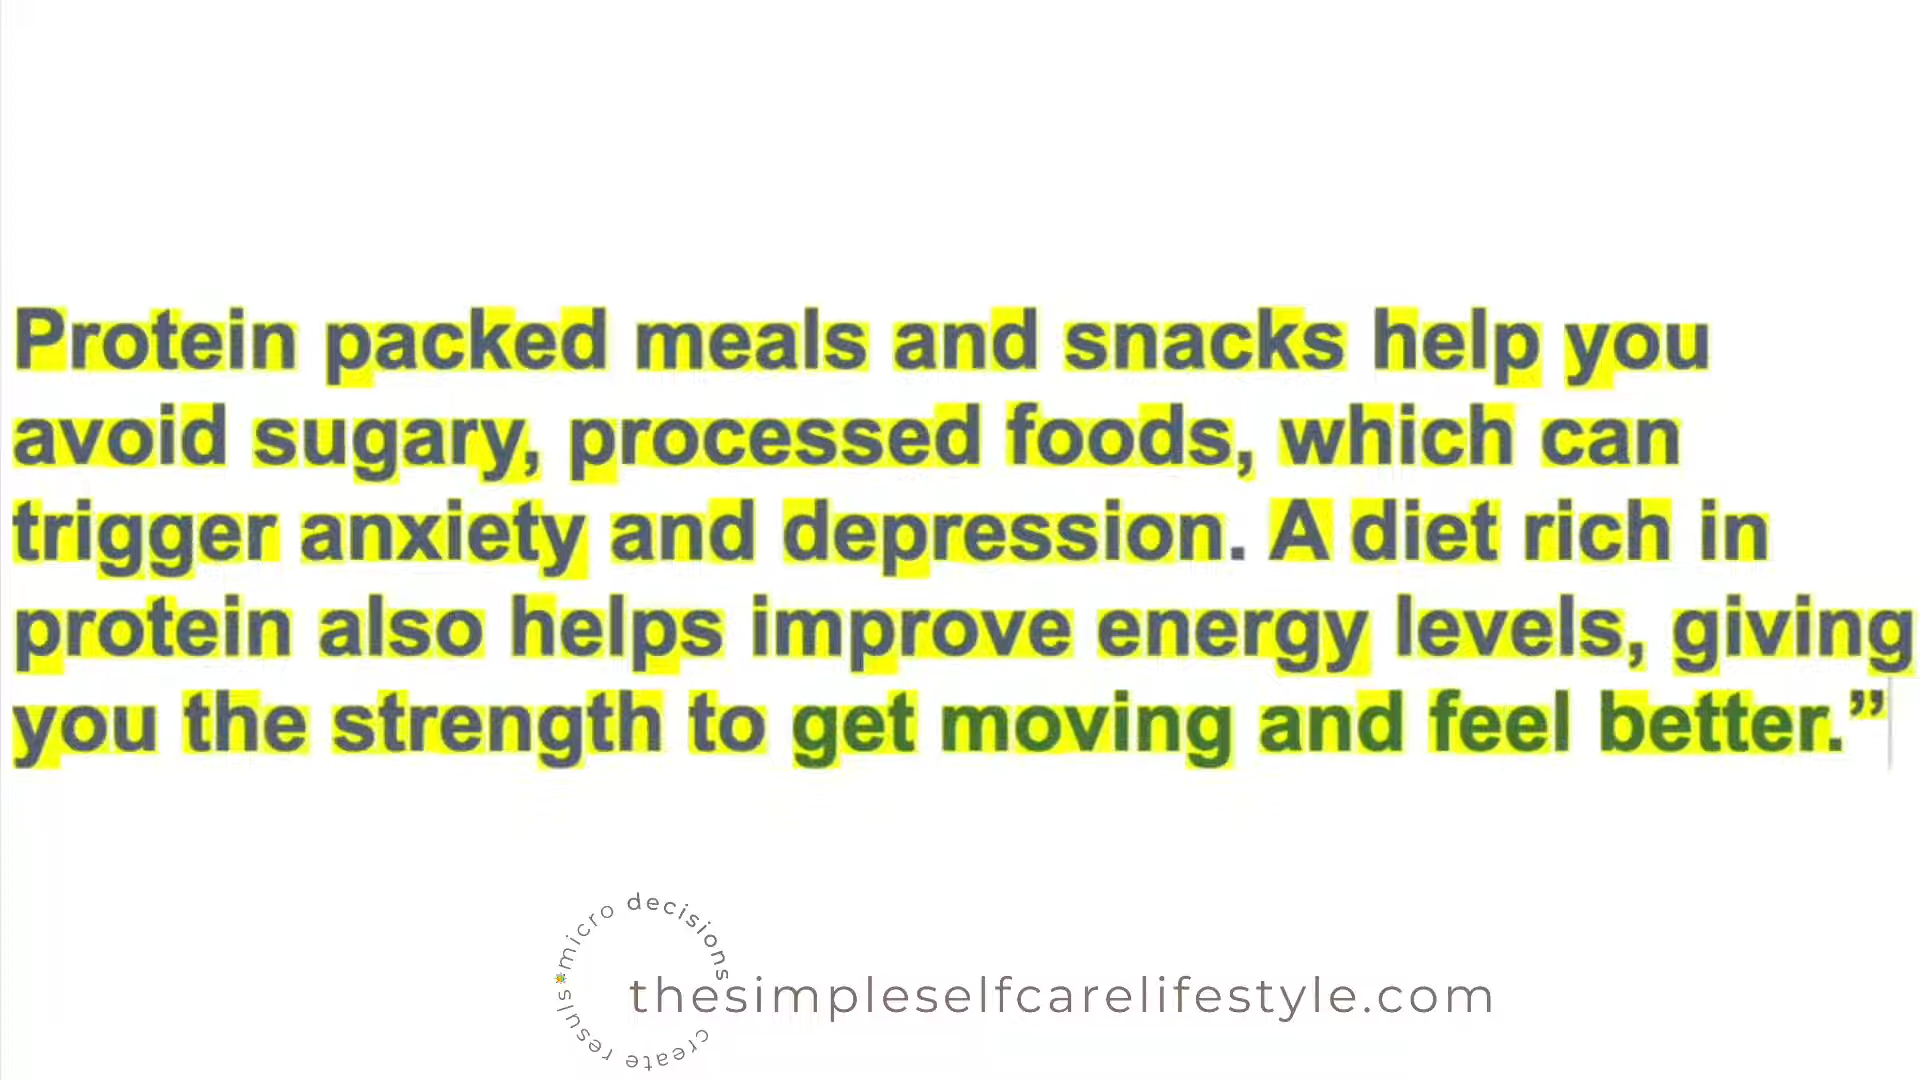 Protein packed meals and snacks help you
avoid sugary, processed foods, which can
trigger anxiety and depression. A diet rich in
protein also helps improve energy levels, giving
you the strength to get moving and feel better.”
micro decisions
create resuls
thesimpleselfcarelifestyle.com